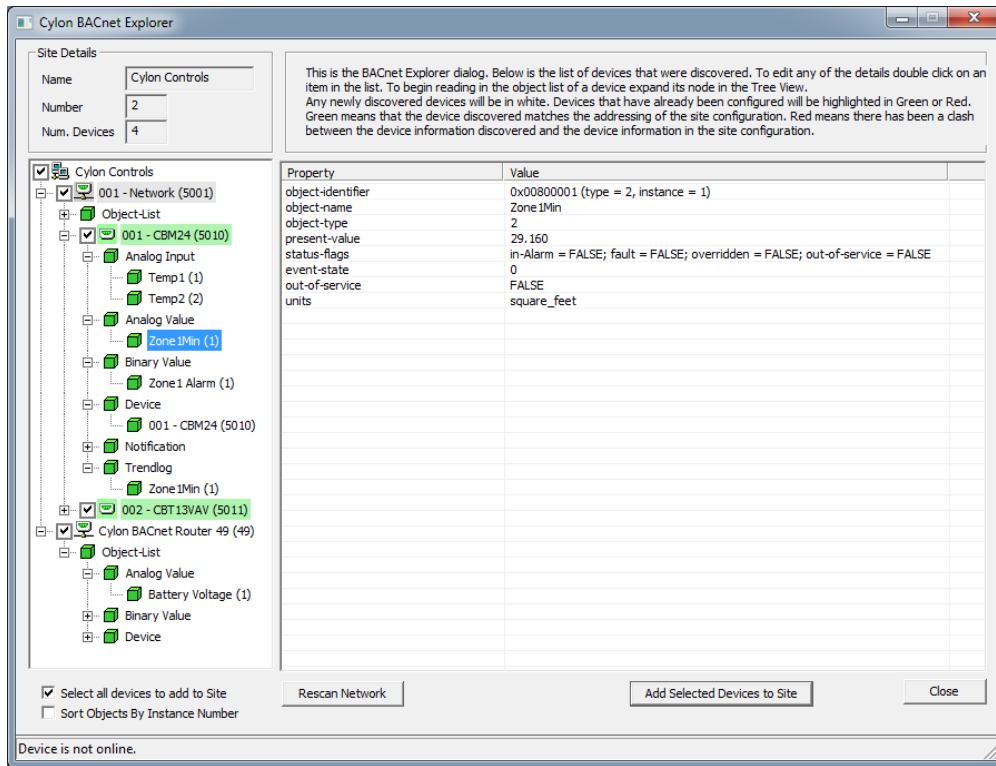 Cylon BACnet Explorer
Site Details
Name Cylon Controls
Number 2
Num. Devices 4
This is the BACnet Explorer dialog. Below is the list of devices that were discovered. To edit any of the details double click on an
item in the list. To begin reading in the object list of a device expand its node in the Tree View.
Any newly discovered devices will be in white. Devices that have already been configured will be highlighted in Green or Red.
Green means that the device discovered matches the addressing of the site configuration. Red means there has been a clash
between the device information discovered and the device information in the site configuration.
Cylon Controls
001 - Network (5001)
Object-List
001 - CBM24 (5010)
Analog Input
Temp1 (1)
Temp2 (2)
Analog Value
Zone1Min (1)
Binary Value
Zone1 Alarm (1)
Device
001 - CBM24 (5010)
Notification
Trendlog
Zone1Min (1)
002 - CBT13VAV (5011)
Cylon BACnet Router 49 (49)
Object-List
Analog Value
Battery Voltage (1)
Binary Value
Device
Property Value
object-identifier 0x00800001 (type = 2, instance = 1)
object-name Zone1Min
object-type 2
present-value 29.160
status-flags in-Alarm = FALSE; fault = FALSE; overridden = FALSE; out-of-service = FALSE
event-state 0
out-of-service FALSE
units square_feet
Select all devices to add to Site
Sort Objects By Instance Number
Rescan Network
Add Selected Devices to Site
Close
Device is not online.